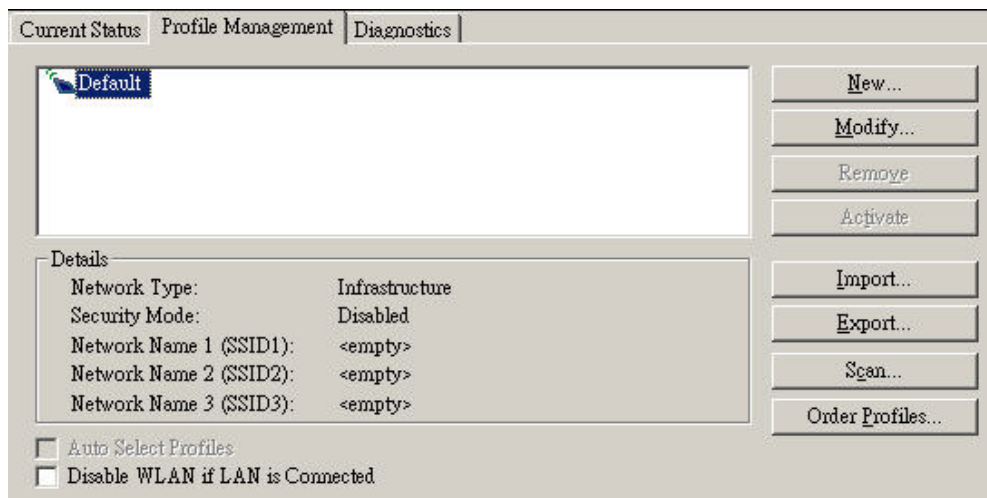 Current Status Profile Management Diagnostics
Default
New...
Modify...
Remove
Activate
Details
Network Type: Infrastructure
Security Mode: Disabled
Network Name 1 (SSID1): <empty>
Network Name 2 (SSID2): <empty>
Network Name 3 (SSID3): <empty>
Import...
Export...
Scan...
Order Profiles...
Auto Select Profiles
Disable WLAN if LAN is Connected